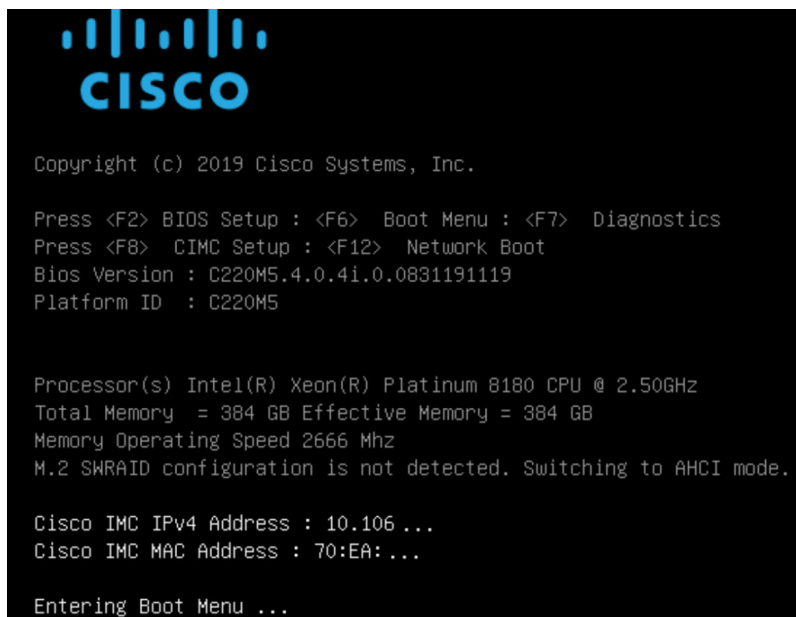 CISCO
Copyright (c) 2019 Cisco Systems, Inc.
Press <F2> BIOS Setup : <F6> Boot Menu : <F7> Diagnostics
Press <F8> CIMC Setup : <F12> Network Boot
Bios Version : C220M5.4.0.4i.0.0831191119
Platform ID : C220M5
Processor(s) Intel(R) Xeon(R) Platinum 8180 CPU @ 2.50GHz
Total Memory = 384 GB Effective Memory = 384 GB
Memory Operating Speed 2666 Mhz
M.2 SWRAID configuration is not detected. Switching to AHCI mode.
Cisco IMC IPv4 Address : 10.106 ...
Cisco IMC MAC Address : 70:EA: ...
Entering Boot Menu ...